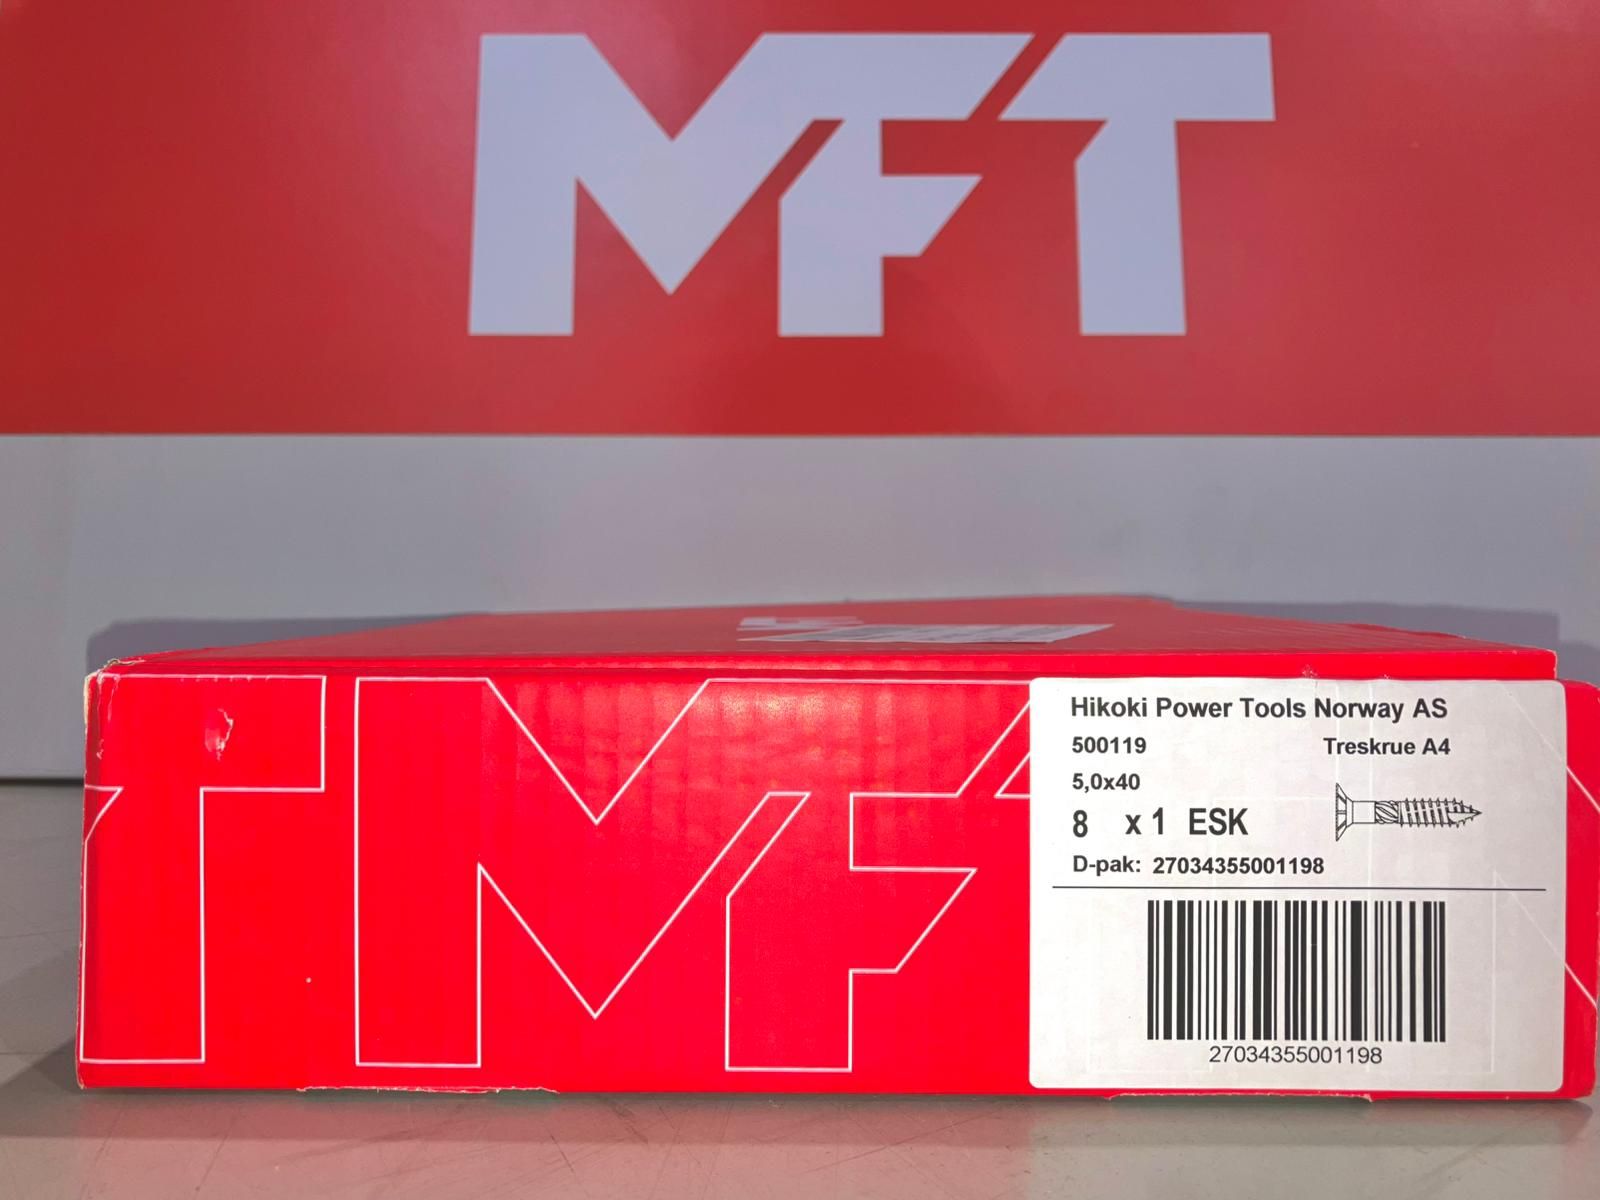 MFT
T MFT
Hikoki Power Tools Norway AS
500119 Treskrue A4
5,0x40
8 x 1 ESK
D-pak: 27034355001198
27034355001198